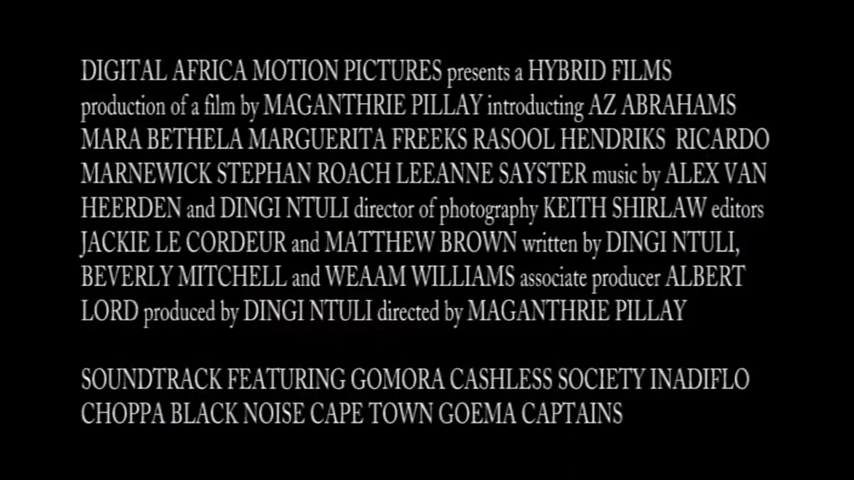 DIGITAL AFRICA MOTION PICTURES presents a HYBRID FILMS
production of a film by MAGANTHRIE PILLAY introducting AZ ABRAHAMS
MARA BETHELA MARGUERITA FREEKS RASOOL HENDRIKS RICARDO
MARNEWICK STEPHAN ROACH LEEANNE SAYSTER music by ALEX VAN
HEERDEN and DINGI NTULI director of photography KEITH SHIRLAW editors
JACKIE LE CORDEUR and MATTHEW BROWN written by DINGI NTULI,
BEVERLY MITCHELL and WEAAM WILLIAMS associate producer ALBERT
LORD produced by DINGI NTULI directed by MAGANTHRIE PILLAY
SOUNDTRACK FEATURING GOMORA CASHLESS SOCIETY INADIFLO
CHOPPA BLACK NOISE CAPE TOWN GOEMA CAPTAINS